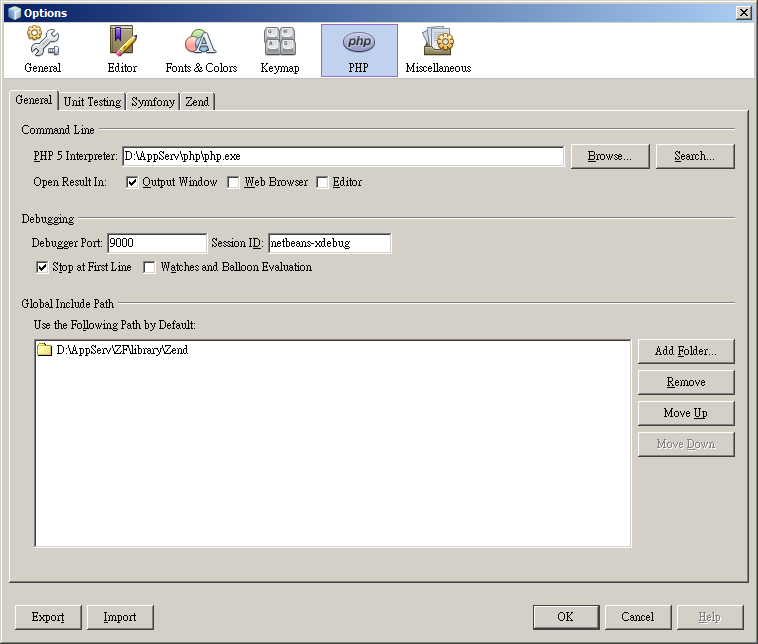 Options
General Editor Fonts & Colors Keymap php PHP Miscellaneous
General Unit Testing Symfony Zend
Command Line
PHP 5 Interpreter: D:\AppServ\php\php.exe Browse... Search...
Open Result In: Output Window Web Browser Editor
Debugging
Debugger Port: 9000 Session ID: netbeans-xdebug
Stop at First Line Watches and Balloon Evaluation
Global Include Path
Use the Following Path by Default:
D:\AppServ\ZF\library\Zend
Add Folder...
Remove
Move Up
Move Down
Export Import OK Cancel Help